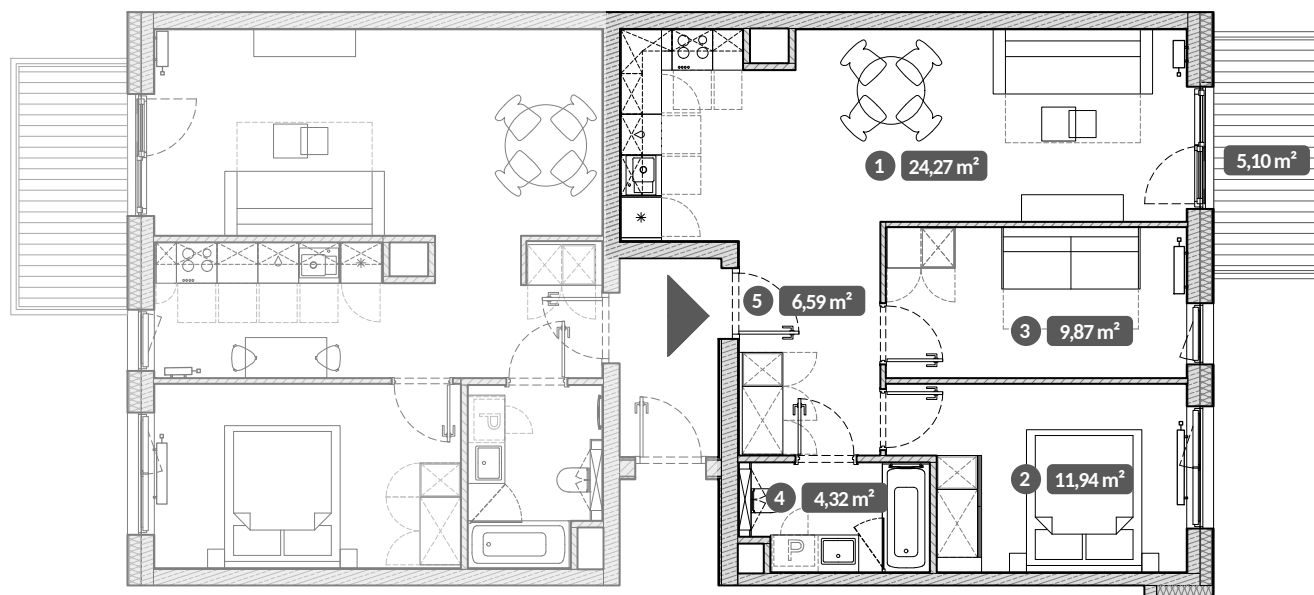 1 24,27 m²
5,10 m²
5 6,59 m²
3 9,87 m²
2 11,94 m²
4 4,32 m²
P
P